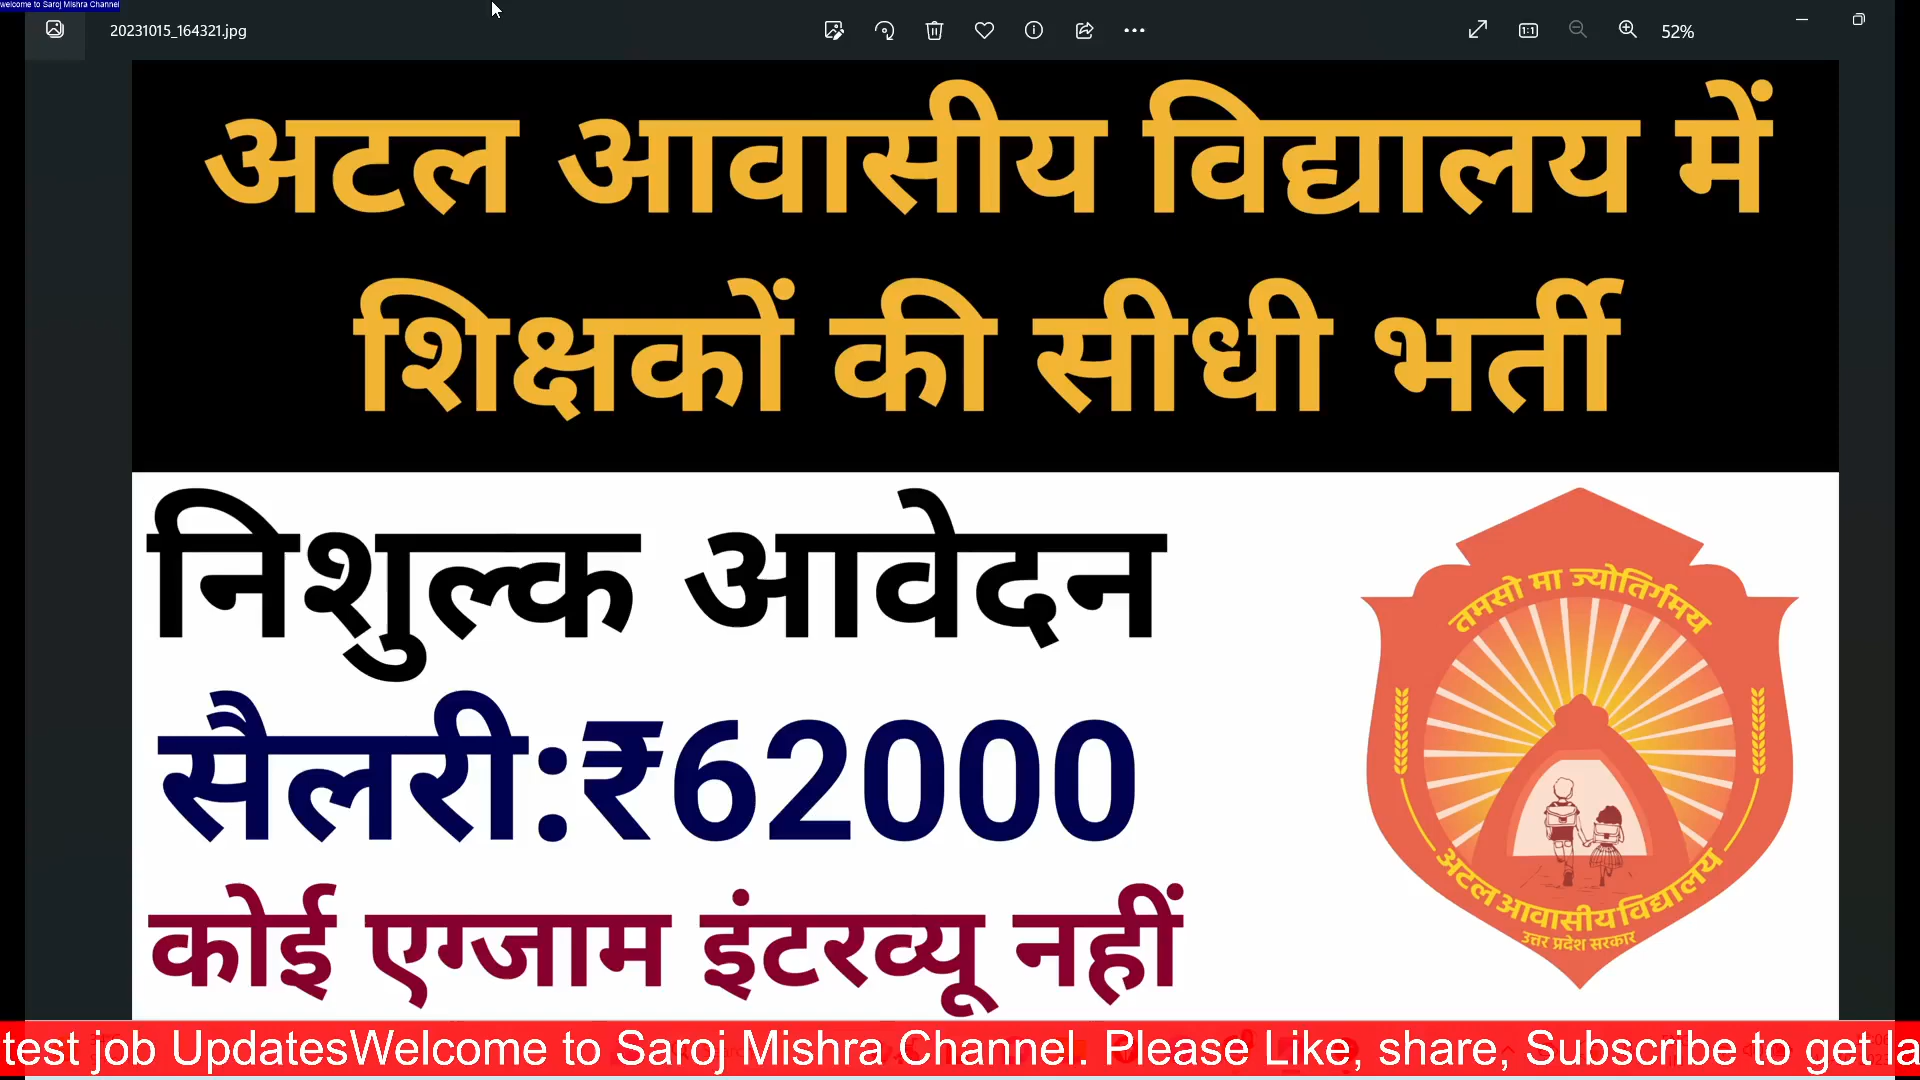 welcome to Saroj Mishra Channel
20231015_164321.jpg
52%
अटल आवासीय विद्यालय में
शिक्षकों की सीधी भर्ती
निशुल्क आवेदन
सैलरी:₹62000
कोई एग्जाम इंटरव्यू नहीं
तमसो मा ज्योतिर्गमय
अटल आवासीय विद्यालय
उत्तर प्रदेश सरकार
test job UpdatesWelcome to Saroj Mishra Channel. Please Like, share, Subscribe to get la